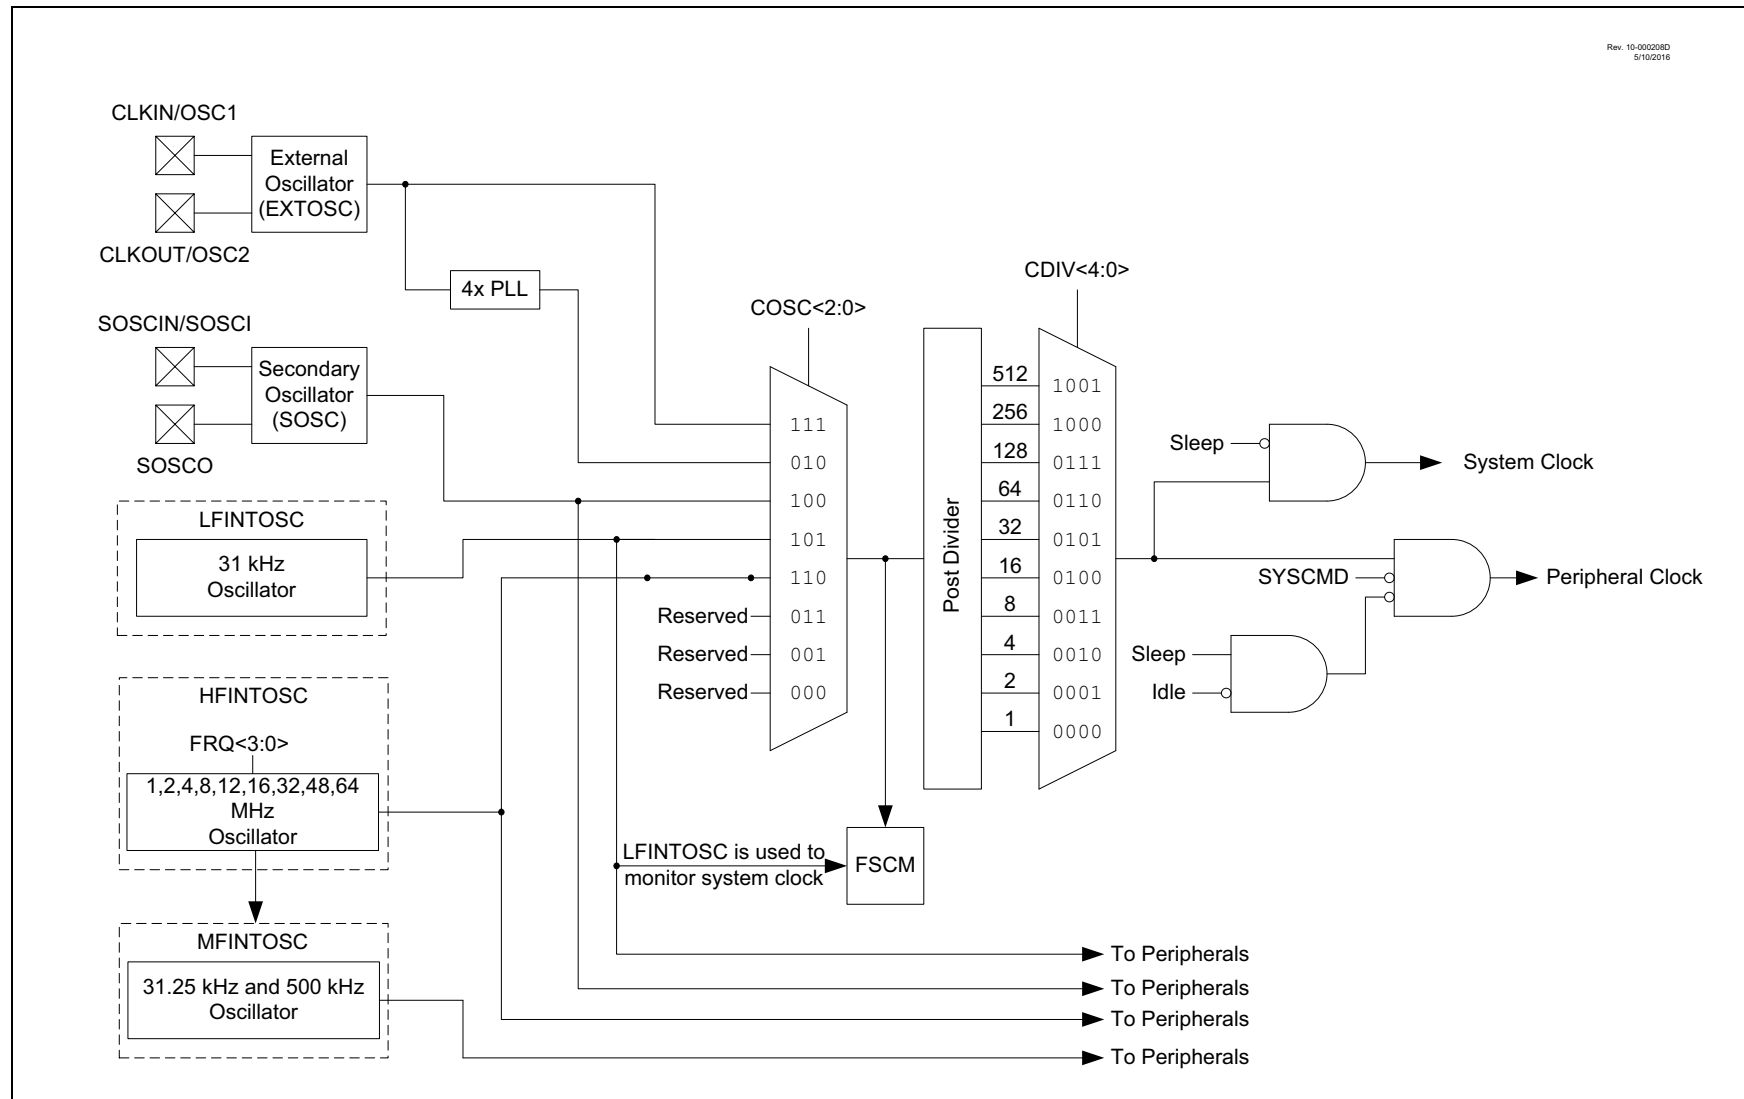 Rev. 10-000208D
5/10/2016
CLKIN/OSC1
External
Oscillator
(EXTOSC)
CLKOUT/OSC2
4x PLL
SOSCIN/SOSCI
Secondary
Oscillator
(SOSC)
SOSCO
LFINTOSC
31 kHz
Oscillator
HFINTOSC
FRQ<3:0>
1,2,4,8,12,16,32,48,64
MHz
Oscillator
MFINTOSC
31.25 kHz and 500 kHz
Oscillator
COSC<2:0>
111
010
100
101
110
Reserved 011
Reserved 001
Reserved 000
LFINTOSC is used to
monitor system clock
FSCM
Post Divider
CDIV<4:0>
512 1001
256 1000
128 0111
64 0110
32 0101
16 0100
8 0011
4 0010
2 0001
1 0000
Sleep
System Clock
SYSCMD
Peripheral Clock
Sleep
Idle
To Peripherals
To Peripherals
To Peripherals
To Peripherals